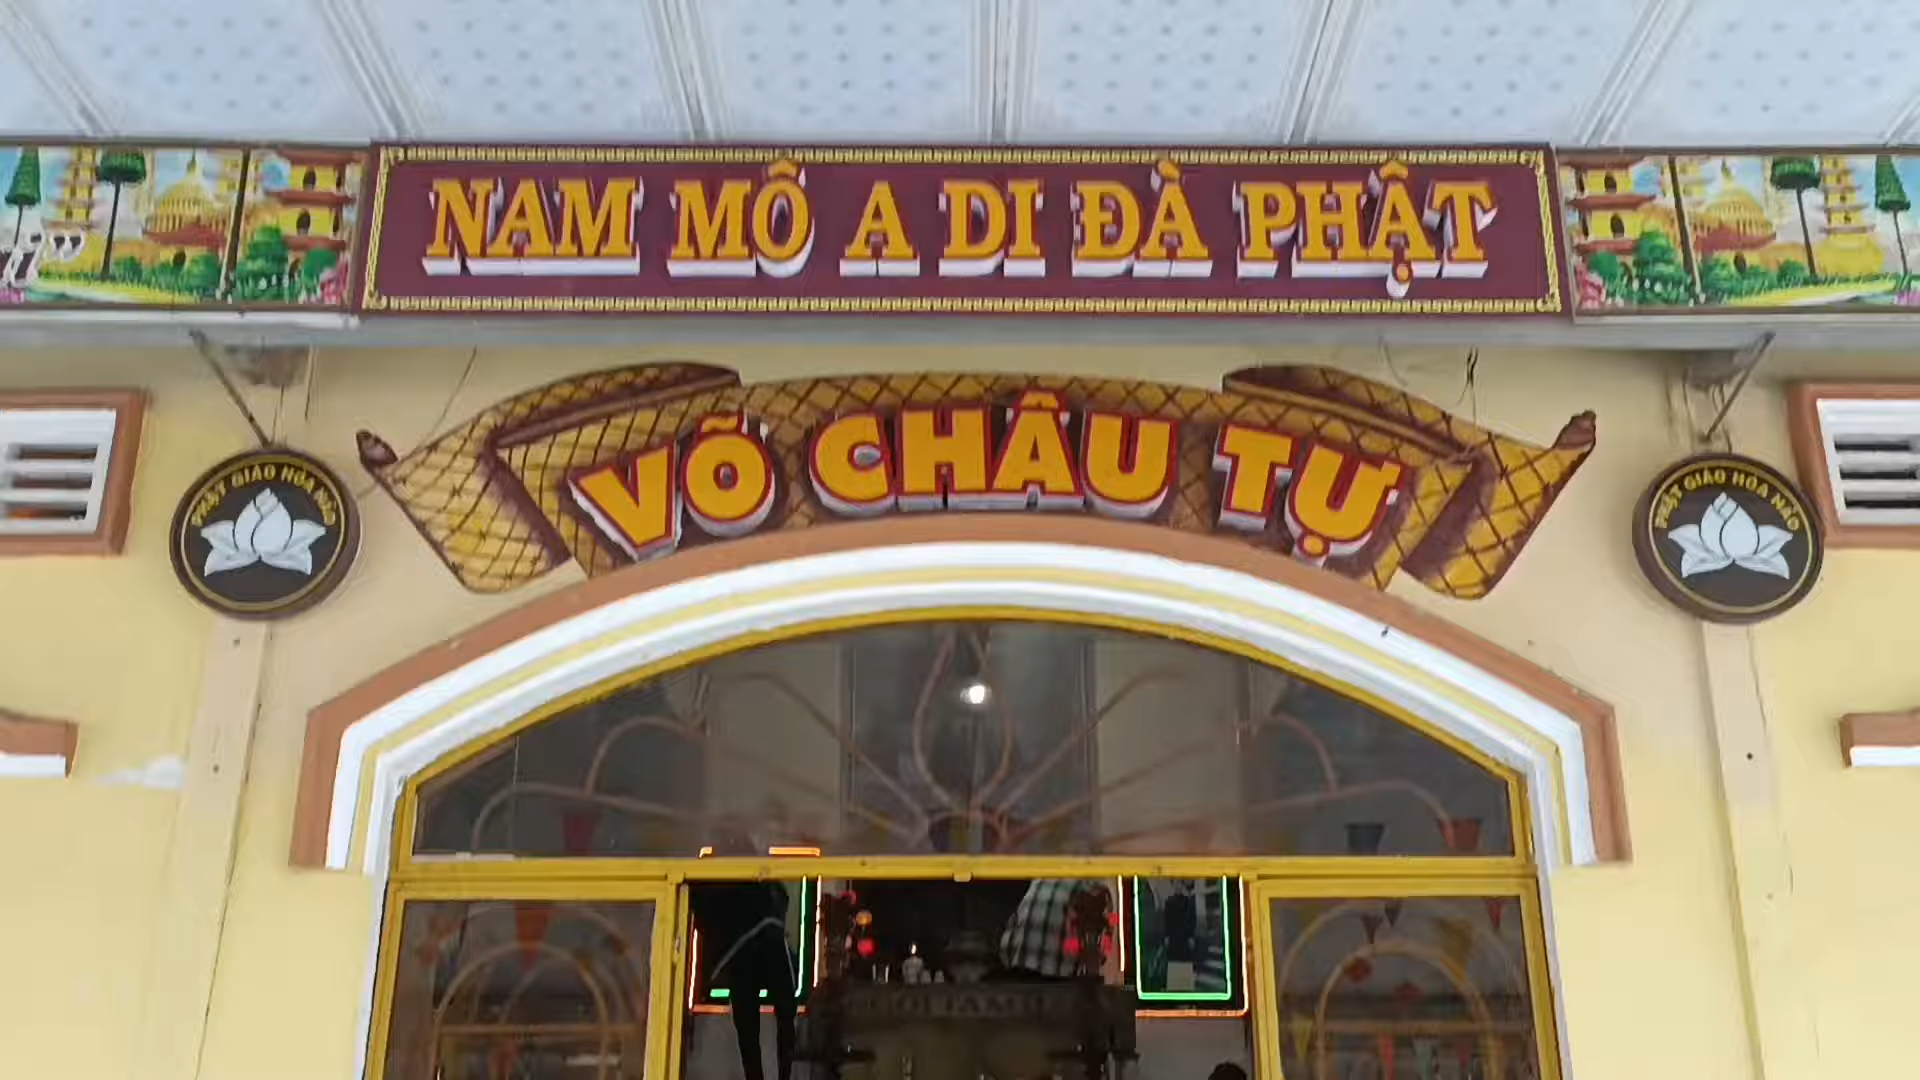 NAM MÔ A DI ĐÀ PHẬT
VÕ CHÂU TỰ
PHẬT GIÁO HÒA HẢO
PHẬT GIÁO HÒA HẢO